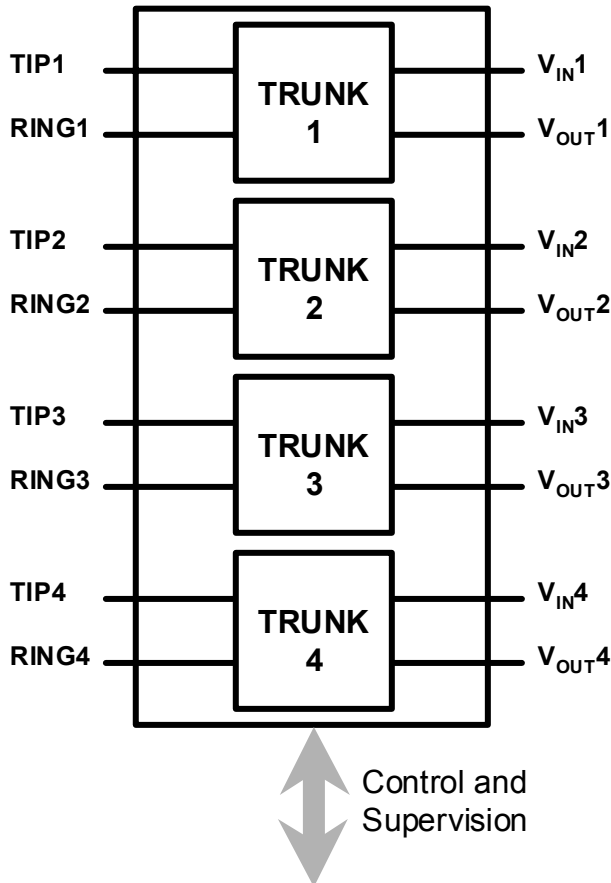 TIP1
TRUNK
1
V_IN1
RING1
V_OUT1
TIP2
TRUNK
2
V_IN2
RING2
V_OUT2
TIP3
TRUNK
3
V_IN3
RING3
V_OUT3
TIP4
TRUNK
4
V_IN4
RING4
V_OUT4
Control and
Supervision